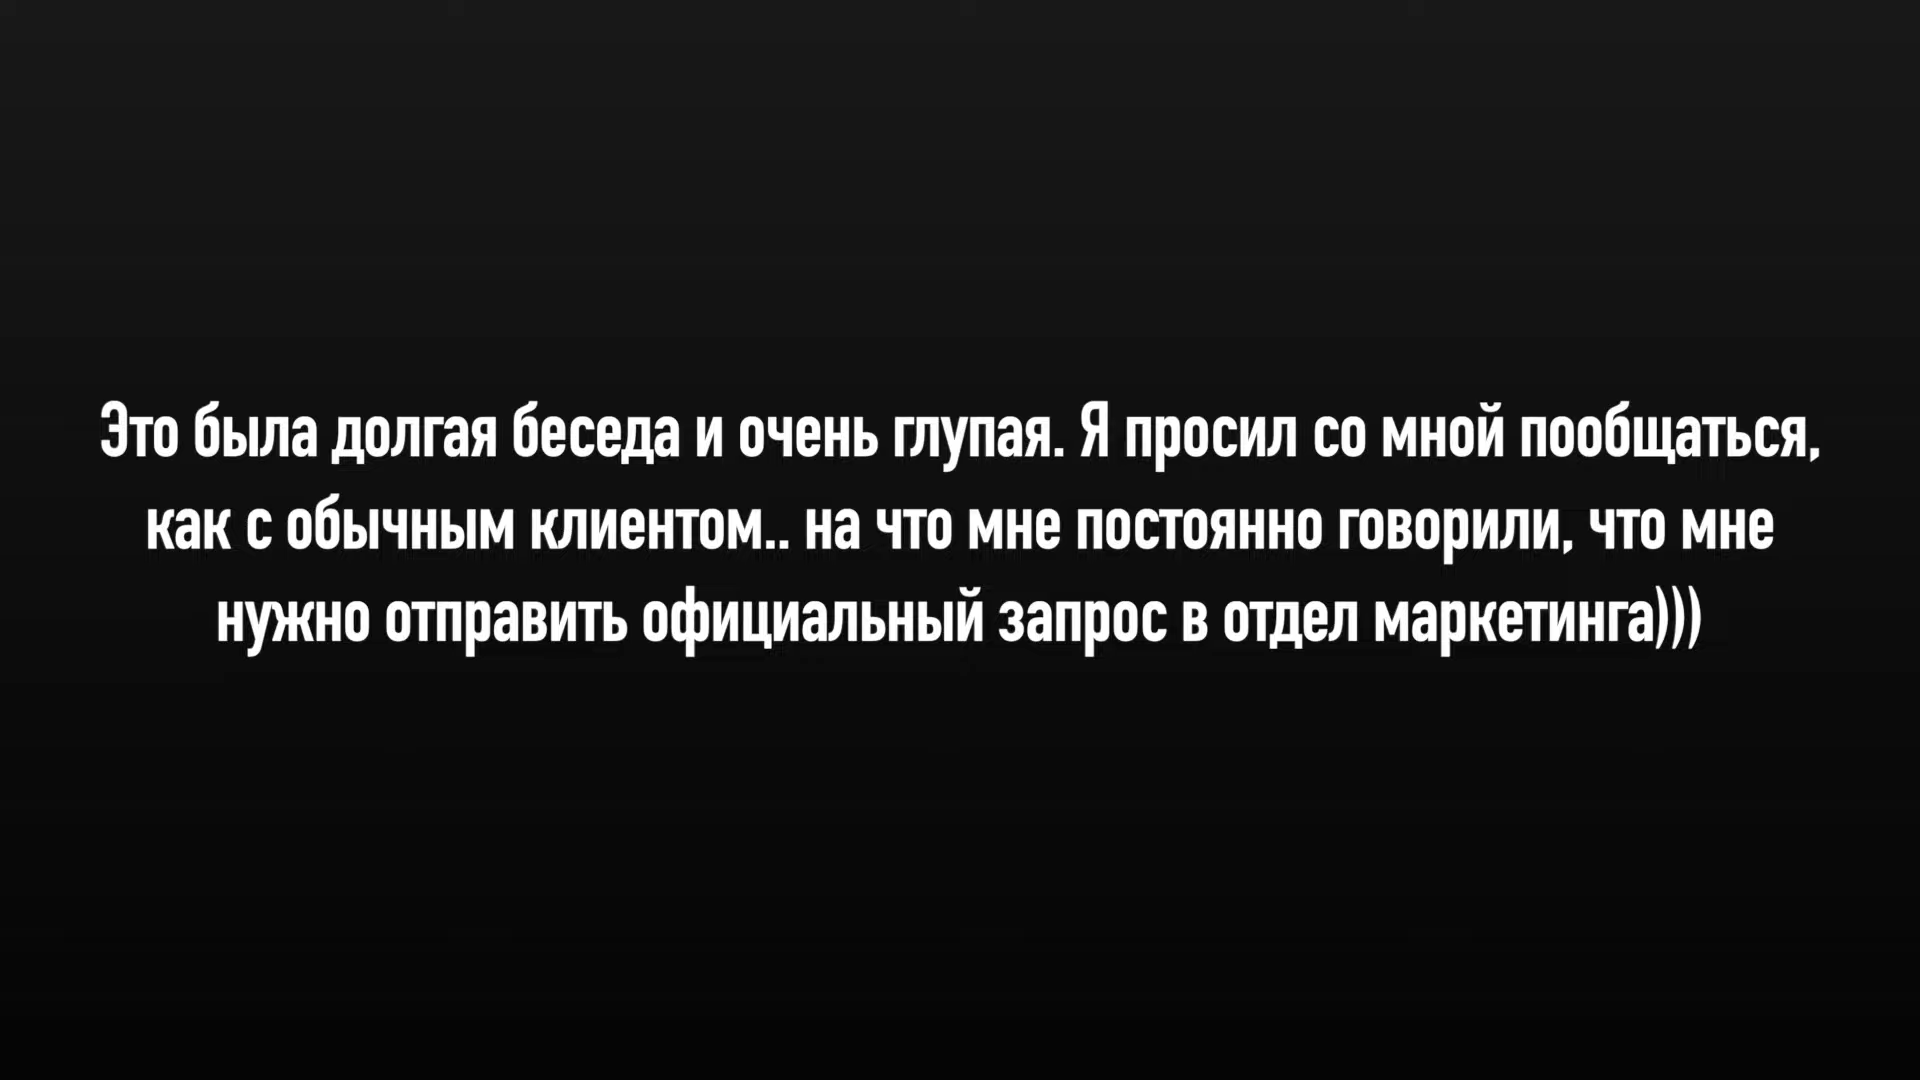 Это была долгая беседа и очень глупая. Я просил со мной пообщаться,
как с обычным клиентом.. на что мне постоянно говорили, что мне
нужно отправить официальный запрос в отдел маркетинга)))